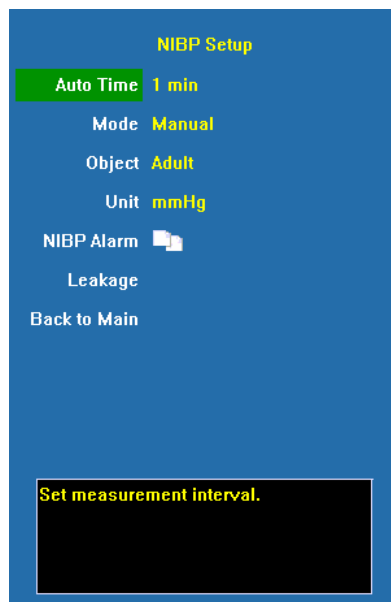 NIBP Setup
Auto Time 1 min
Mode Manual
Object Adult
Unit mmHg
NIBP Alarm
Leakage
Back to Main
Set measurement interval.